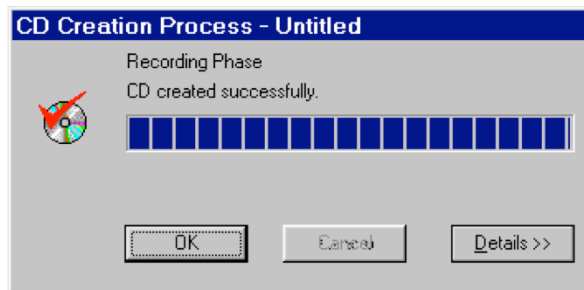 CD Creation Process - Untitled
Recording Phase
CD created successfully.
OK
Cancel
Details >>